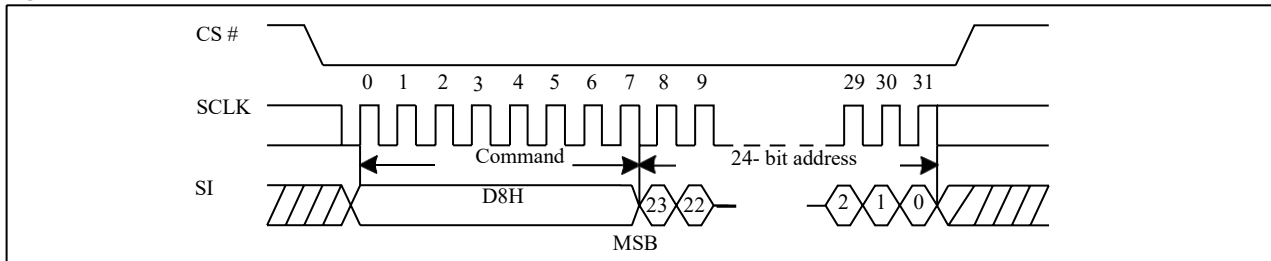 CS #
0 1 2 3 4 5 6 7 8 9 29 30 31
SCLK
Command 24- bit address
SI
D8H
23 22 2 1 0
MSB